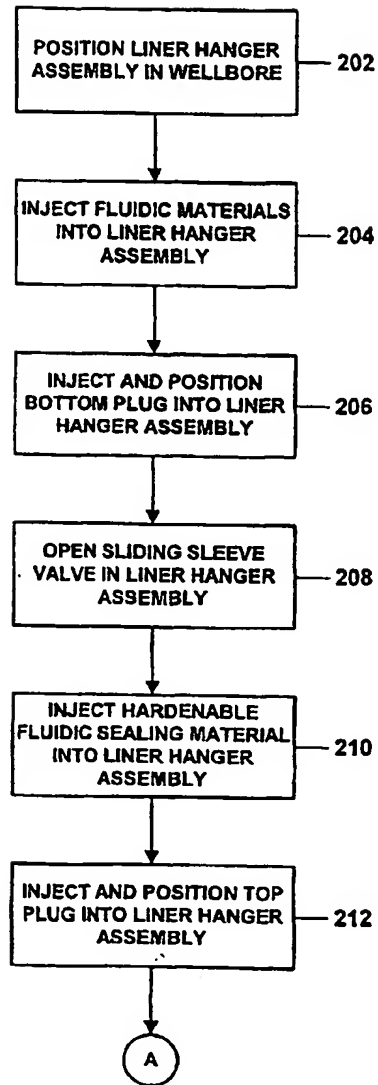 POSITION LINER HANGER
ASSEMBLY IN WELLBORE
202
INJECT FLUIDIC MATERIALS
INTO LINER HANGER
ASSEMBLY
204
INJECT AND POSITION
BOTTOM PLUG INTO LINER
HANGER ASSEMBLY
206
OPEN SLIDING SLEEVE
VALVE IN LINER HANGER
ASSEMBLY
208
INJECT HARDENABLE
FLUIDIC SEALING MATERIAL
INTO LINER HANGER
ASSEMBLY
210
INJECT AND POSITION TOP
PLUG INTO LINER HANGER
ASSEMBLY
212
A